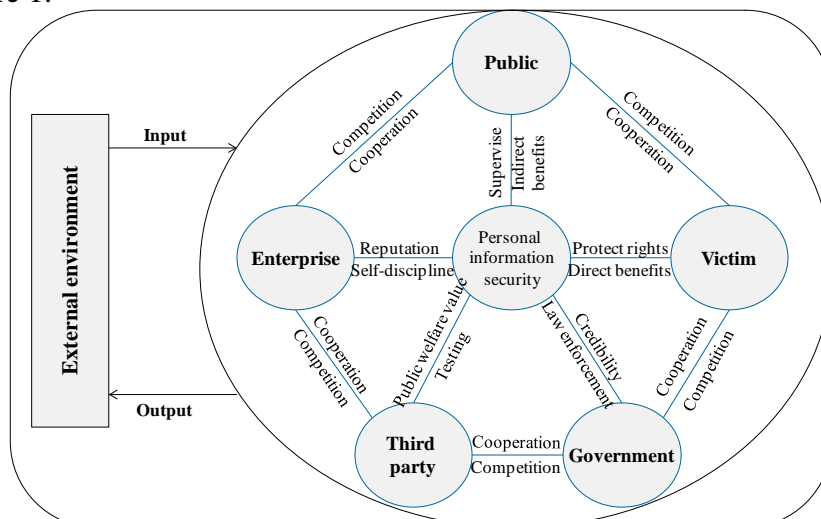 Public
Competition
Cooperation
Competition
Cooperation
Input
Supervise
Indirect
benefits
External environment
Enterprise
Reputation
Self-discipline
Personal
information
security
Protect rights
Direct benefits
Victim
Cooperation
Competition
Public welfare value
Testing
Credibility
Law enforcement
Cooperation
Competition
Output
Third
party
Cooperation
Competition
Government